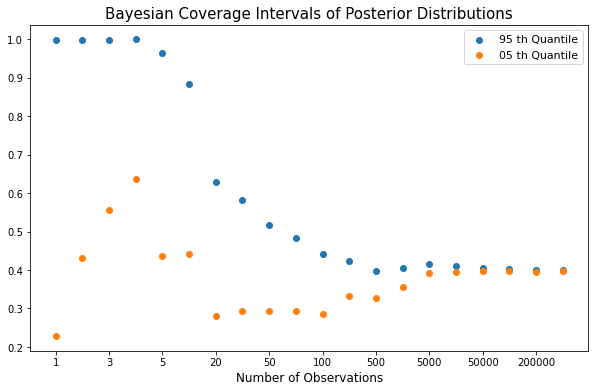 Bayesian Coverage Intervals of Posterior Distributions
95 th Quantile
05 th Quantile
1.0
0.9
0.8
0.7
0.6
0.5
0.4
0.3
0.2
1 3 5 20 50 100 500 5000 50000 200000
Number of Observations